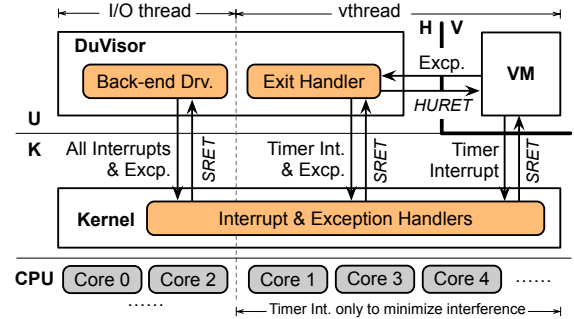 I/O thread
vthread
DuVisor
H
V
Back-end Drv.
Exit Handler
Excp.
HURET
VM
U
K
All Interrupts
& Excp.
SRET
Timer Int.
& Excp.
SRET
Timer
Interrupt
SRET
Kernel
Interrupt & Exception Handlers
CPU
Core 0
Core 2
Core 1
Core 3
Core 4
......
......
Timer Int. only to minimize interference